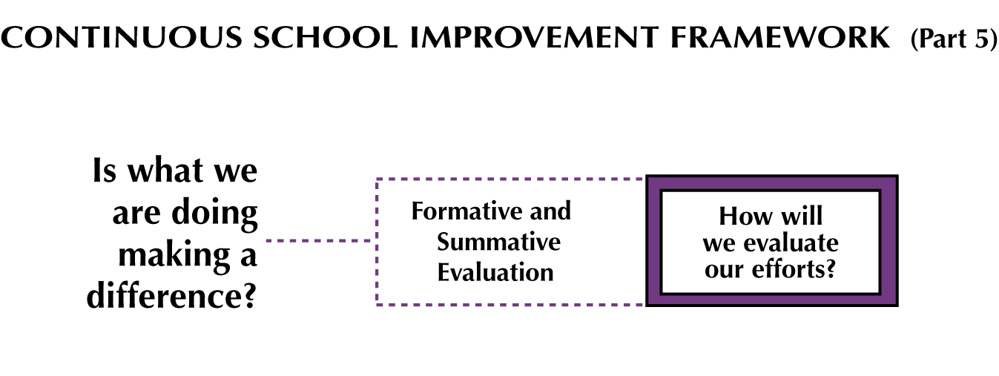 CONTINUOUS SCHOOL IMPROVEMENT FRAMEWORK (Part 5)
Is what we
are doing
making a
difference?
Formative and
Summative
Evaluation
How will
we evaluate
our efforts?